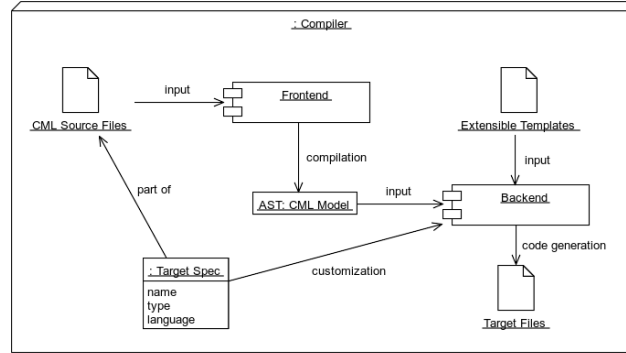 : Compiler
input
Frontend
CML Source Files
Extensible Templates
compilation
input
part of
AST: CML Model
input
Backend
code generation
: Target Spec
customization
name
type
language
Target Files